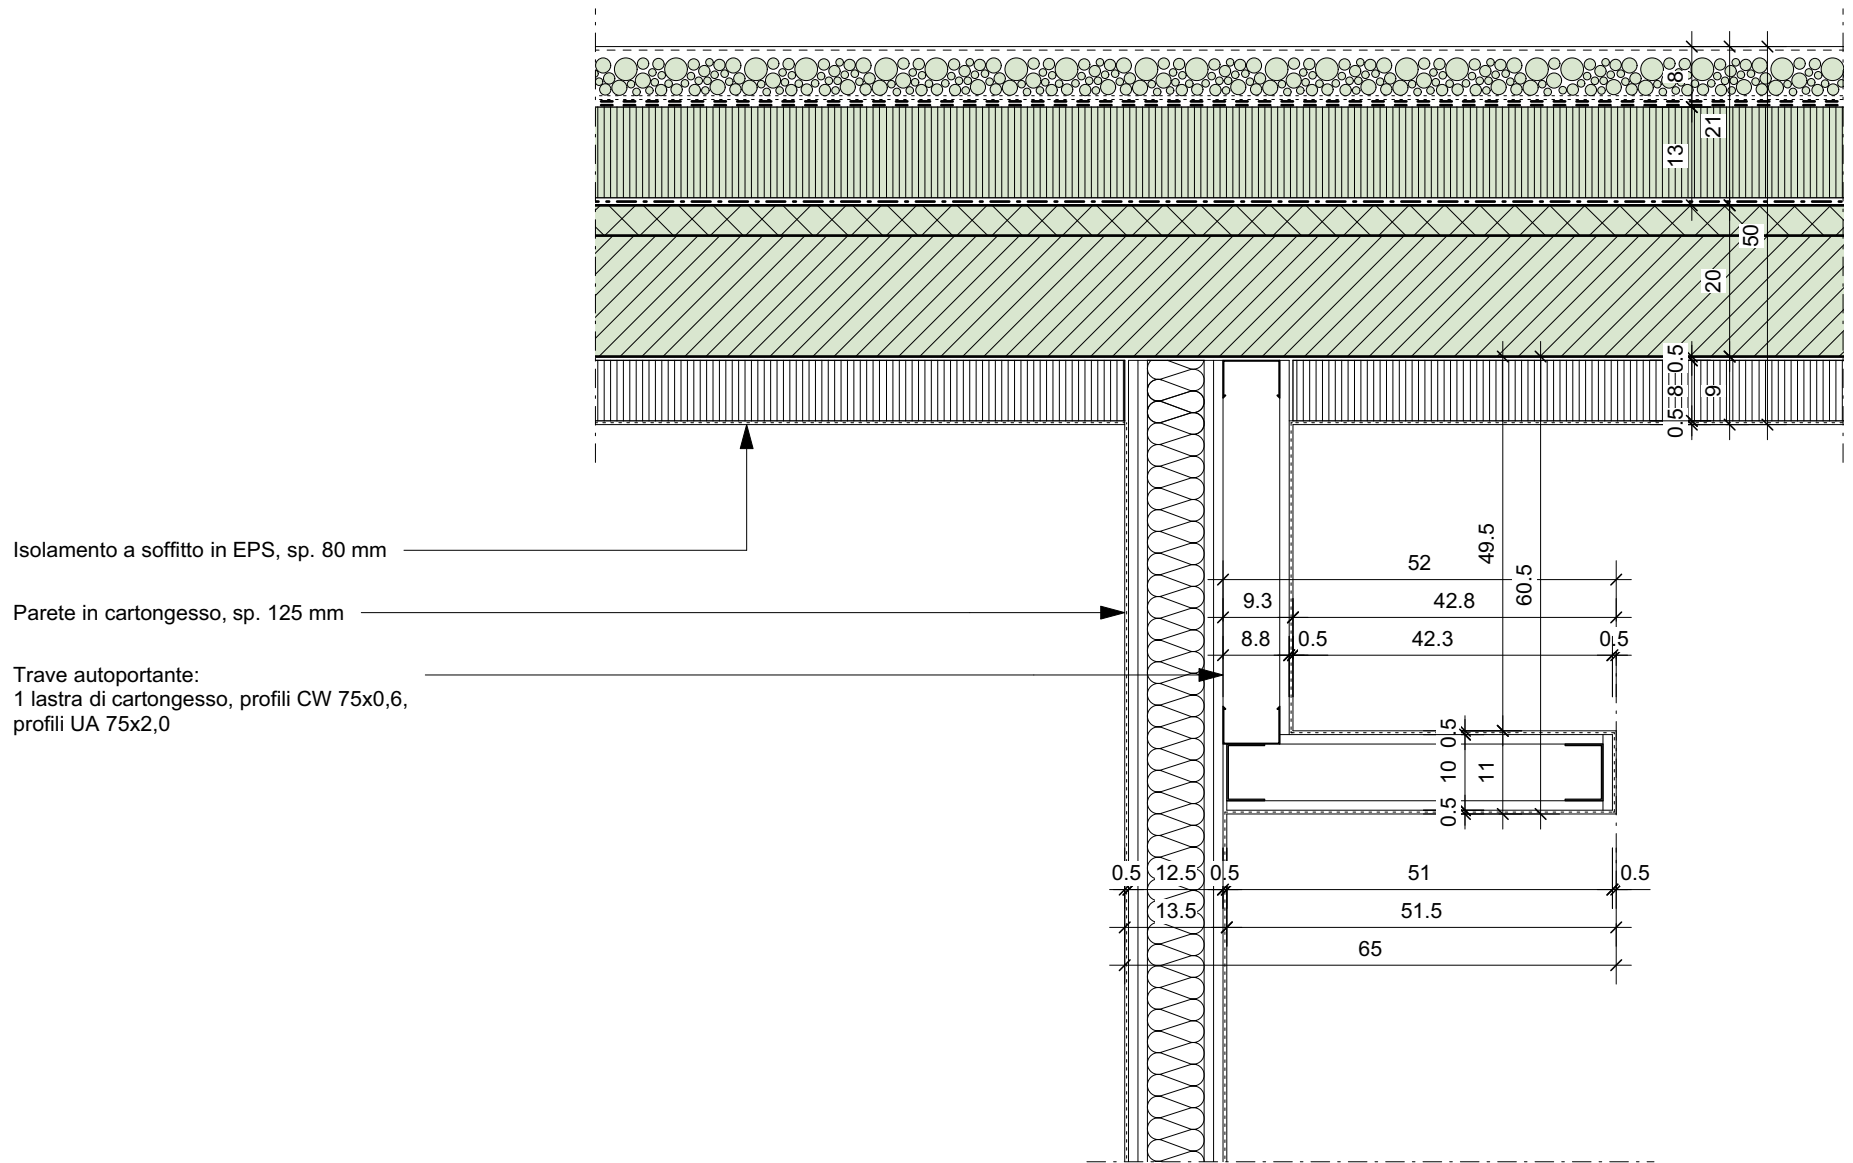 8
21
13
50
20
0.5
8
9
0.5
Isolamento a soffitto in EPS, sp. 80 mm
Parete in cartongesso, sp. 125 mm
Trave autoportante:
1 lastra di cartongesso, profili CW 75x0,6,
profili UA 75x2,0
49.5
60.5
52
9.3 42.8
8.8 0.5 42.3 0.5
0.5
10 11
0.5
0.5 12.5 0.5 51 0.5
13.5 51.5
65